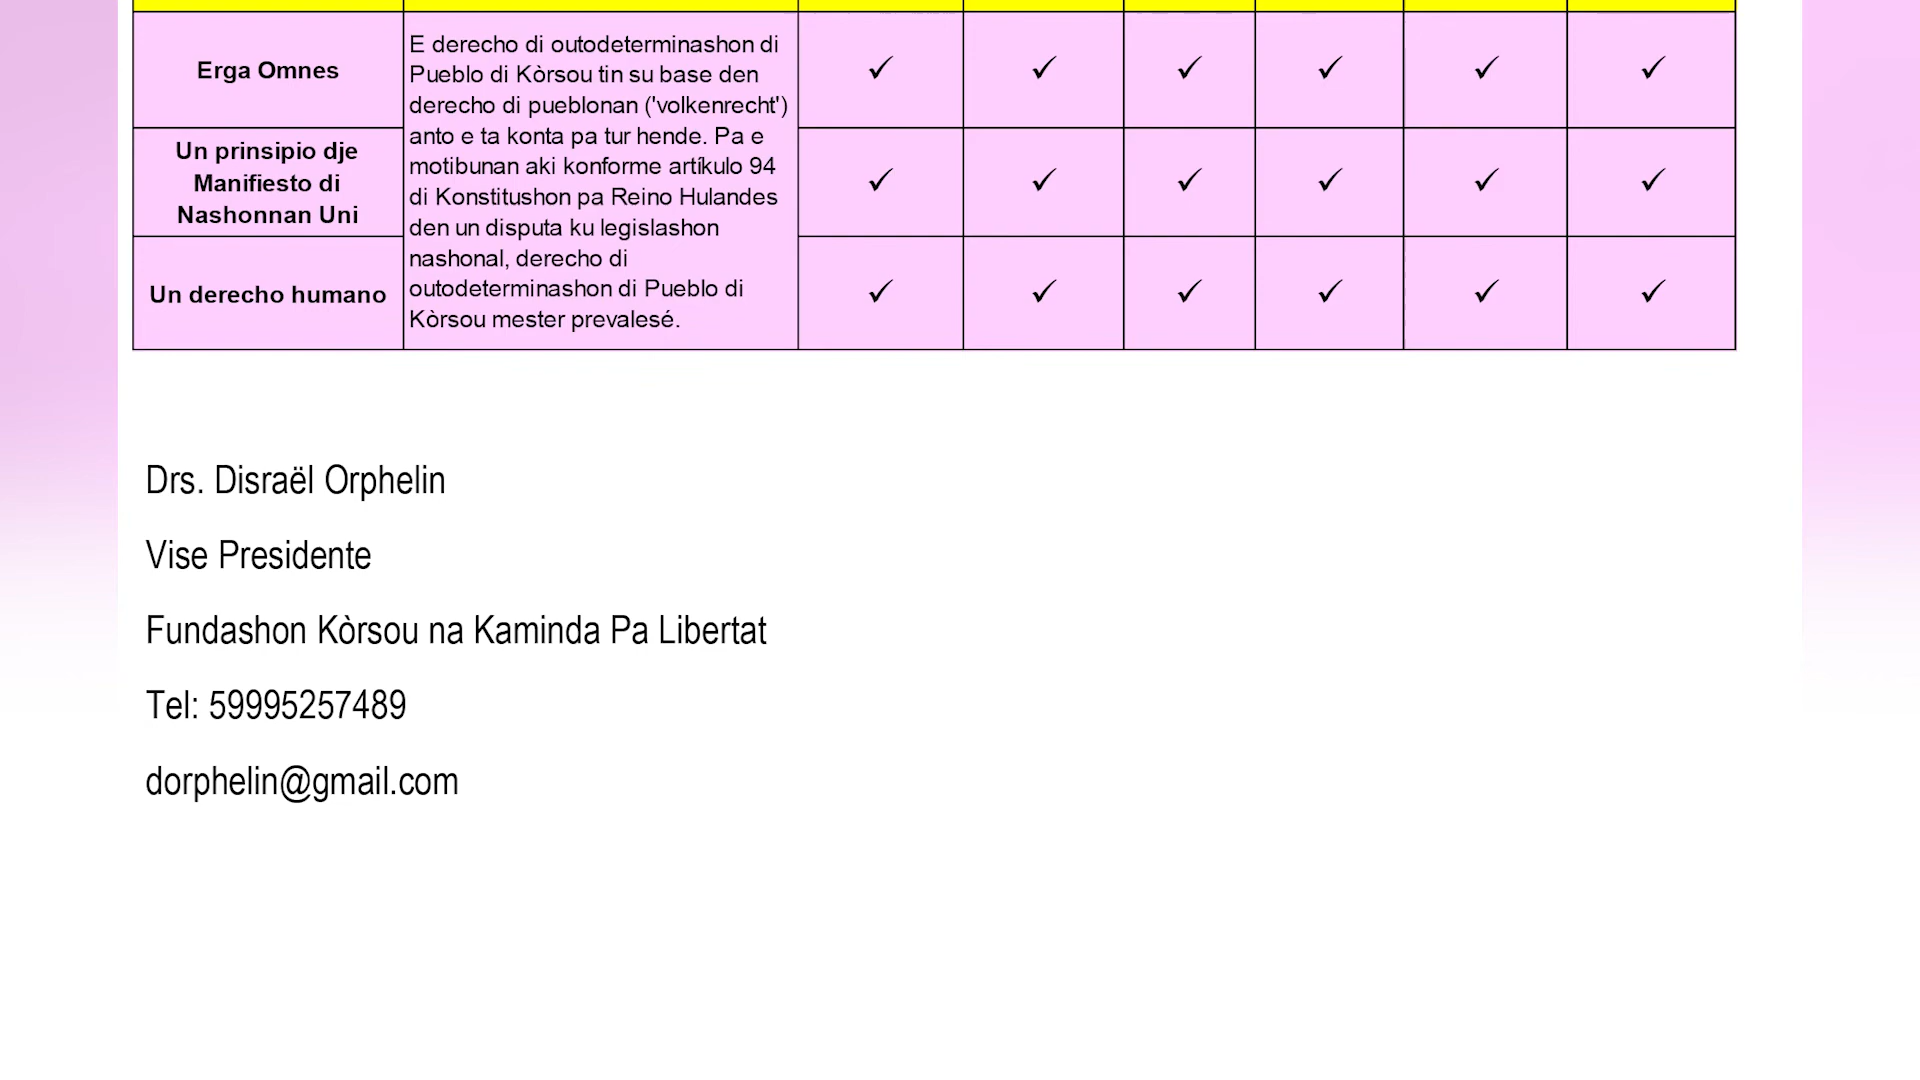 Erga Omnes
E derecho di outodeterminashon di
Pueblo di Kòrsou tin su base den
derecho di pueblonan ('volkenrecht')
anto e ta konta pa tur hende. Pa e
motibunan aki konforme artíkulo 94
di Konstitushon pa Reino Hulandes
den un disputa ku legislashon
nashonal, derecho di
outodeterminashon di Pueblo di
Kòrsou mester prevalesé.
✓ ✓ ✓ ✓ ✓ ✓
Un prinsipio dje
Manifiesto di
Nashonnan Uni
✓ ✓ ✓ ✓ ✓ ✓
Un derecho humano
✓ ✓ ✓ ✓ ✓ ✓
Drs. Disraël Orphelin
Vise Presidente
Fundashon Kòrsou na Kaminda Pa Libertat
Tel: 59995257489
dorphelin@gmail.com